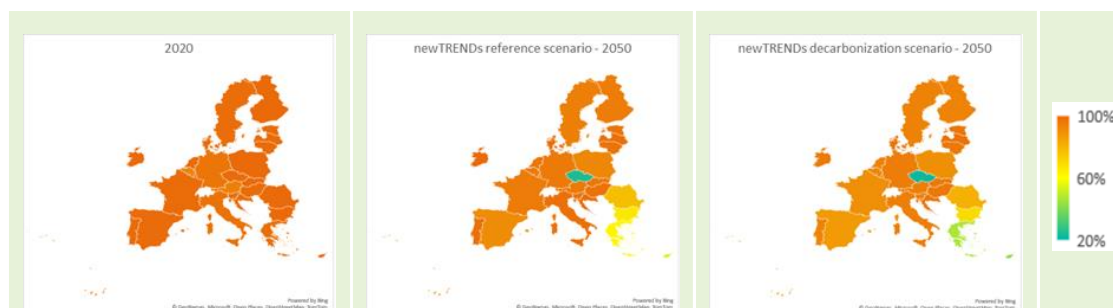 2020
newTRENDs reference scenario - 2050
newTRENDs decarbonization scenario - 2050
100%
60%
20%
Powered by Bing
Powered by Bing
Powered by Bing